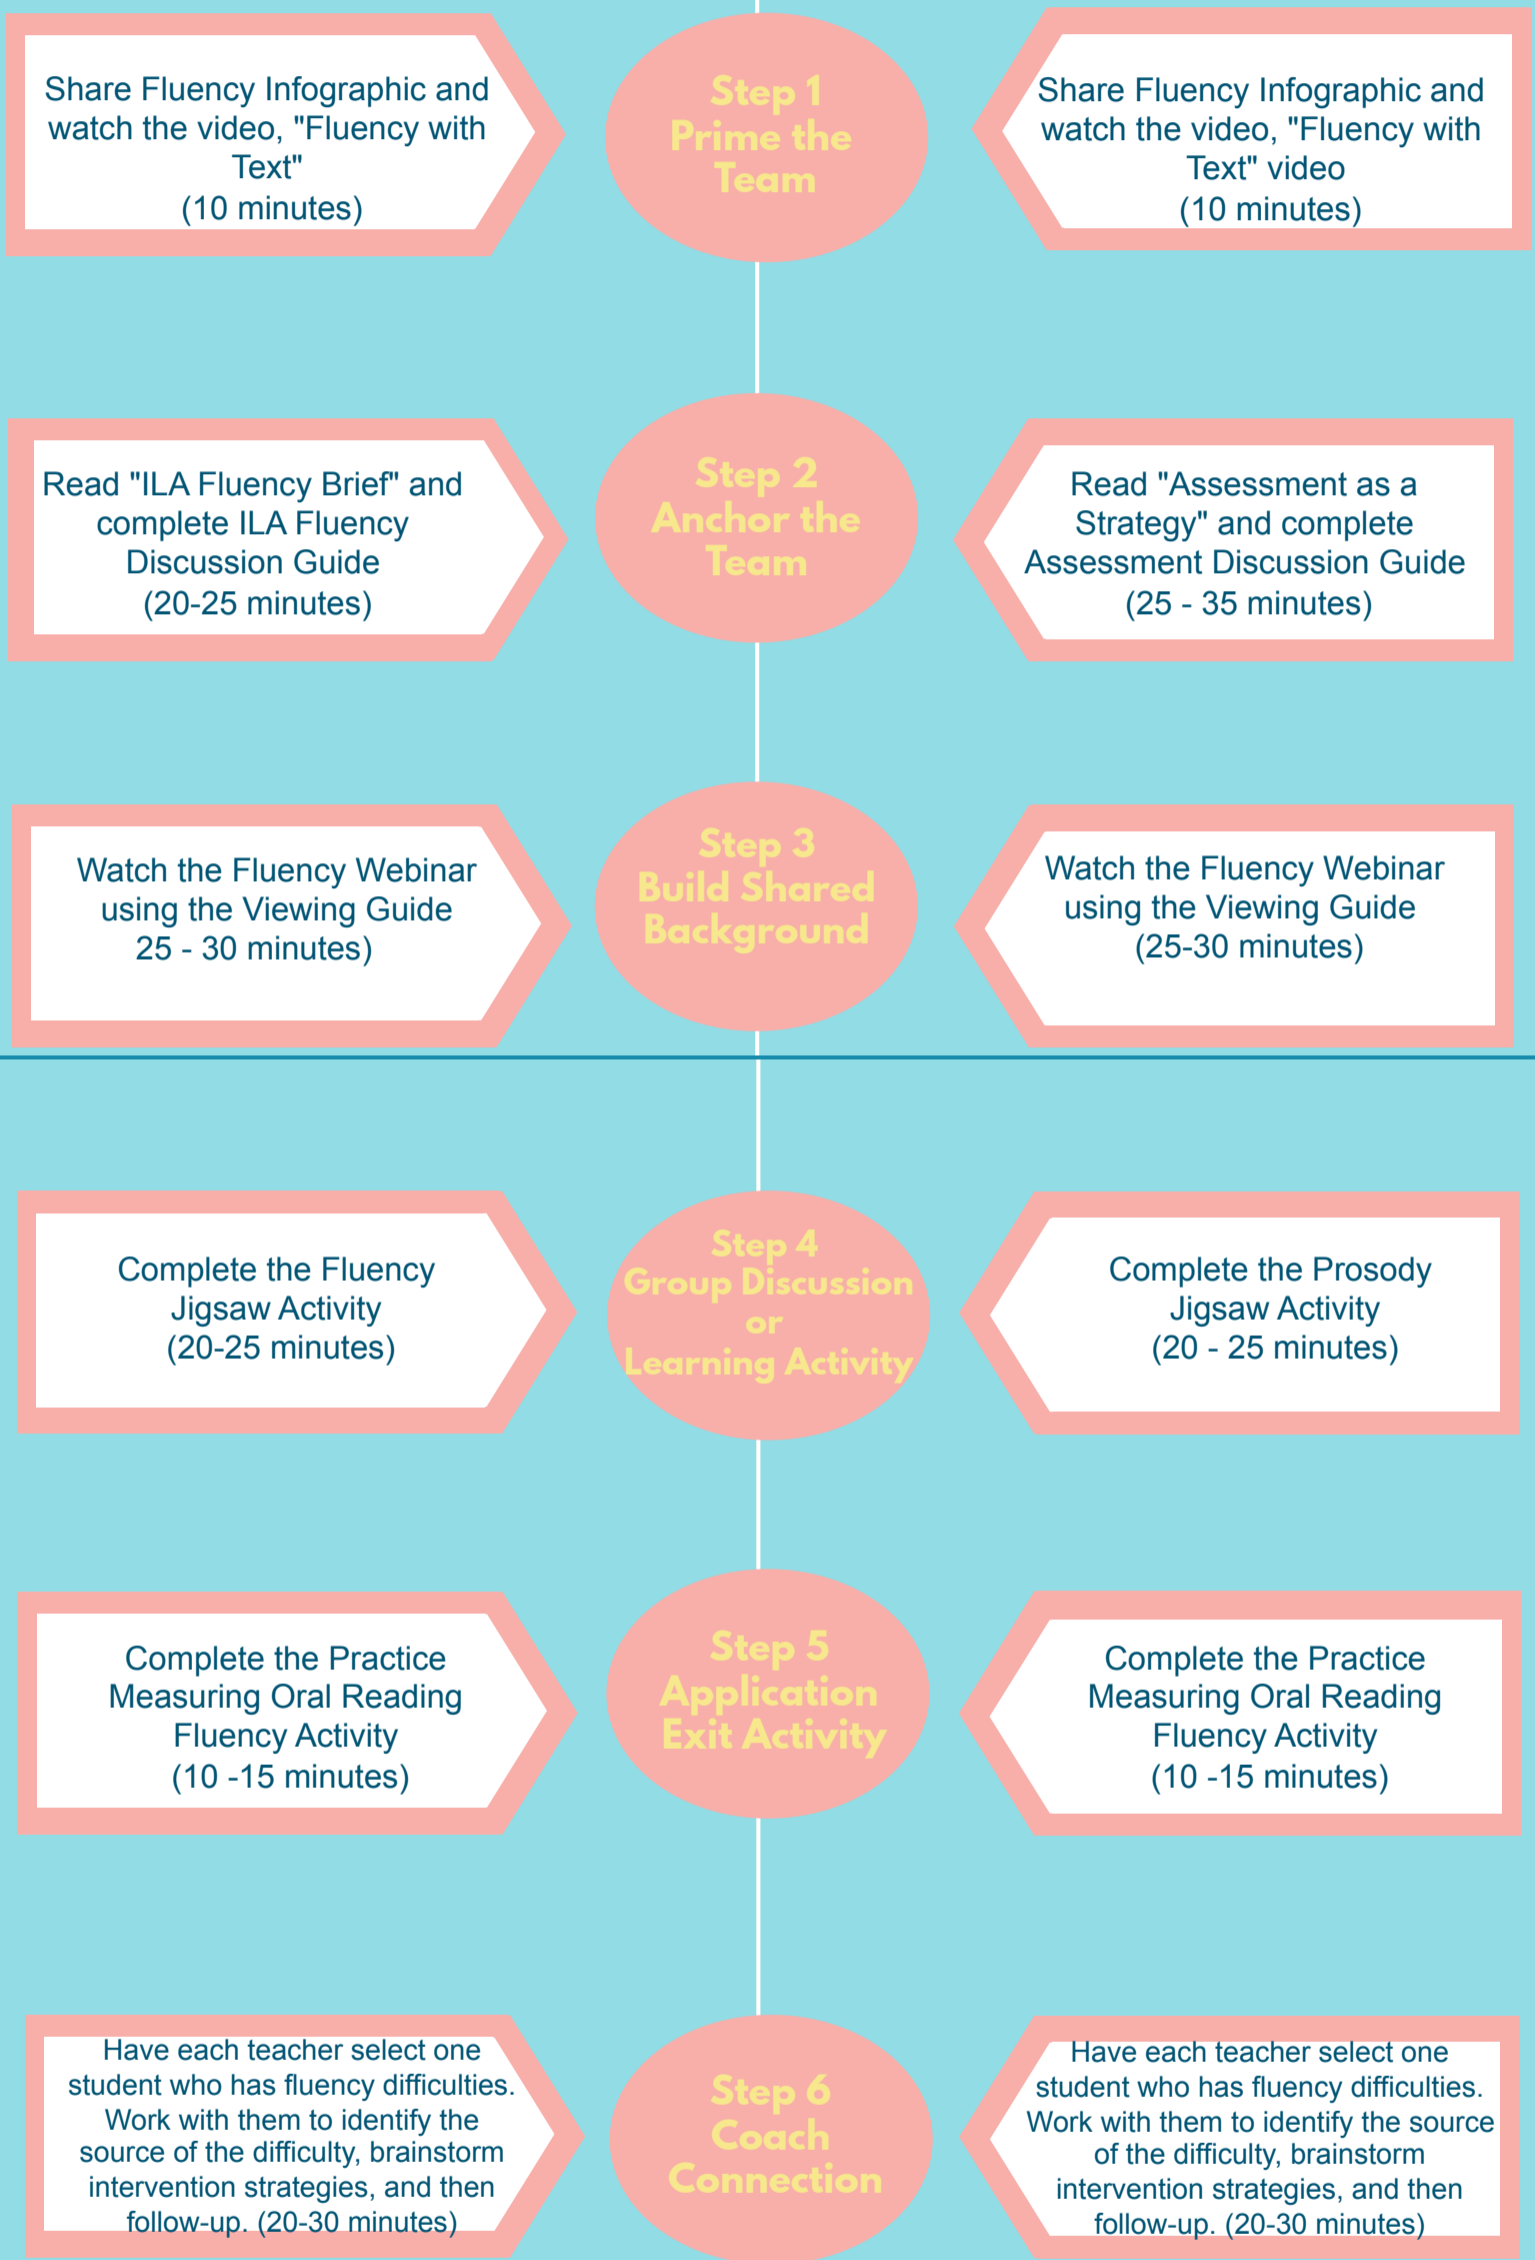 Share Fluency Infographic and
watch the video, "Fluency with
Text"
(10 minutes)
Step 1
Prime the
Team
Share Fluency Infographic and
watch the video, "Fluency with
Text" video
(10 minutes)
Read "ILA Fluency Brief" and
complete ILA Fluency
Discussion Guide
(20-25 minutes)
Step 2
Anchor the
Team
Read "Assessment as a
Strategy" and complete
Assessment Discussion Guide
(25 - 35 minutes)
Watch the Fluency Webinar
using the Viewing Guide
25 - 30 minutes)
Step 3
Build Shared
Background
Watch the Fluency Webinar
using the Viewing Guide
(25-30 minutes)
Complete the Fluency
Jigsaw Activity
(20-25 minutes)
Step 4
Group Discussion
or
Learning Activity
Complete the Prosody
Jigsaw Activity
(20 - 25 minutes)
Complete the Practice
Measuring Oral Reading
Fluency Activity
(10 -15 minutes)
Step 5
Application
Exit Activity
Complete the Practice
Measuring Oral Reading
Fluency Activity
(10 -15 minutes)
Have each teacher select one
student who has fluency difficulties.
Work with them to identify the
source of the difficulty, brainstorm
intervention strategies, and then
follow-up. (20-30 minutes)
Step 6
Coach
Connection
Have each teacher select one
student who has fluency difficulties.
Work with them to identify the source
of the difficulty, brainstorm
intervention strategies, and then
follow-up. (20-30 minutes)